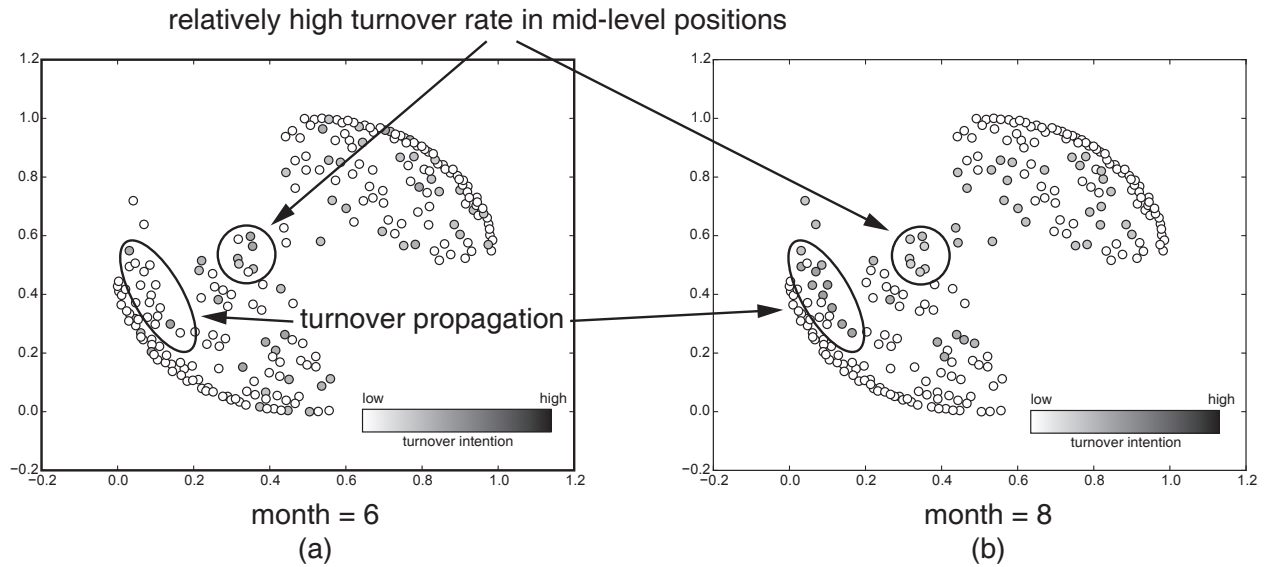 relatively high turnover rate in mid-level positions
1.2
1.0
0.8
0.6
0.4
0.2
0.0
−0.2
−0.2
0.0
0.2
0.4
0.6
0.8
1.0
1.2
low
high
turnover intention
month = 6
(a)
turnover propagation
1.2
1.0
0.8
0.6
0.4
0.2
0.0
−0.2
−0.2
0.0
0.2
0.4
0.6
0.8
1.0
1.2
low
high
turnover intention
month = 8
(b)